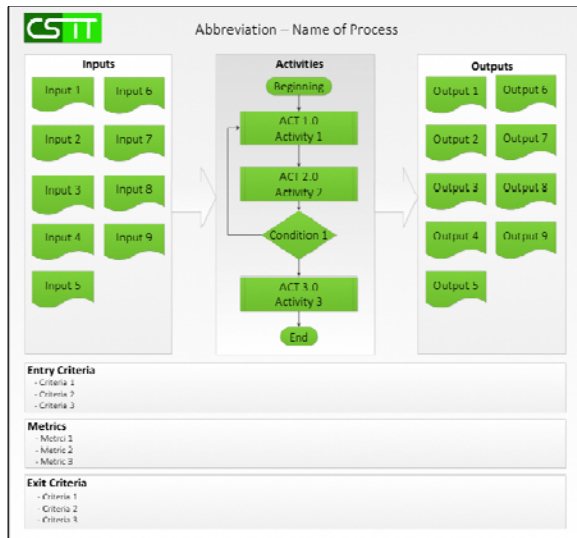 CSTT
Abbreviation – Name of Process
Inputs
Input 1
Input 6
Input 2
Input 7
Input 3
Input 8
Input 4
Input 9
Input 5
Activities
Beginning
ACT 1.0
Activity 1
ACT 2.0
Activity 2
Condition 1
ACT 3.0
Activity 3
End
Outputs
Output 1
Output 6
Output 2
Output 7
Output 3
Output 8
Output 4
Output 9
Output 5
Entry Criteria
- Criteria 1
- Criteria 2
- Criteria 3
Metrics
- Metrci 1
- Metric 2
- Metric 3
Exit Criteria
- Criteria 1
- Criteria 2
- Criteria 3